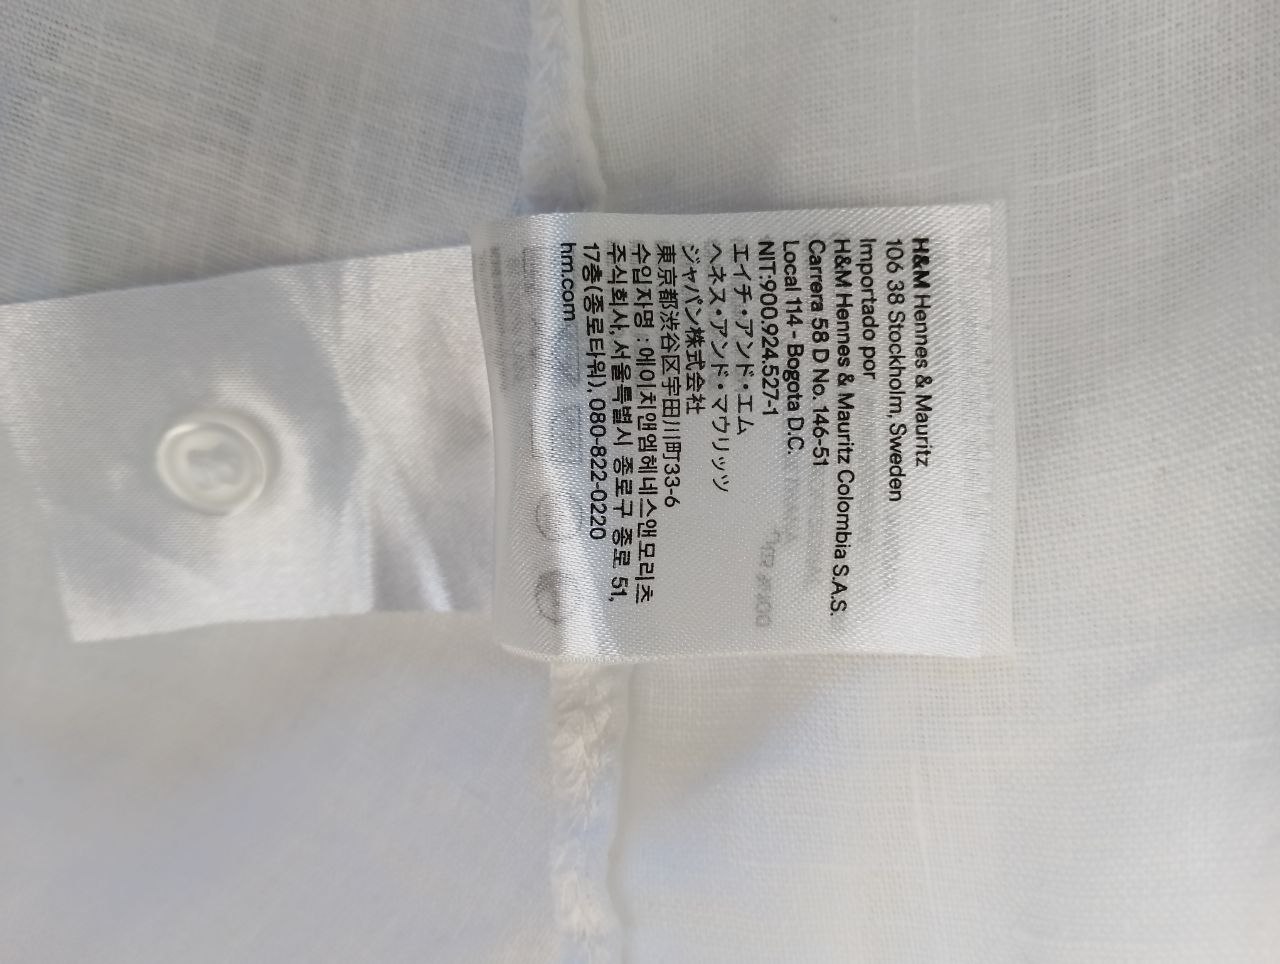 H&M Hennes & Mauritz
106 38 Stockholm, Sweden
Importado por
H&M Hennes & Mauritz Colombia S.A.S.
Carrera 58 D No. 146-51
Local 114 - Bogota D.C.
NIT:900.924.527-1
エイチ・アンド・エム
ヘネス・アンド・マウリッツ
ジャパン株式会社
東京都渋谷区宇田川町33-6
수입자명 : 에이치앤엠헤네스앤모리츠
주식회사, 서울특별시 종로구 종로 51,
17층(종로타워), 080-822-0220
hm.com